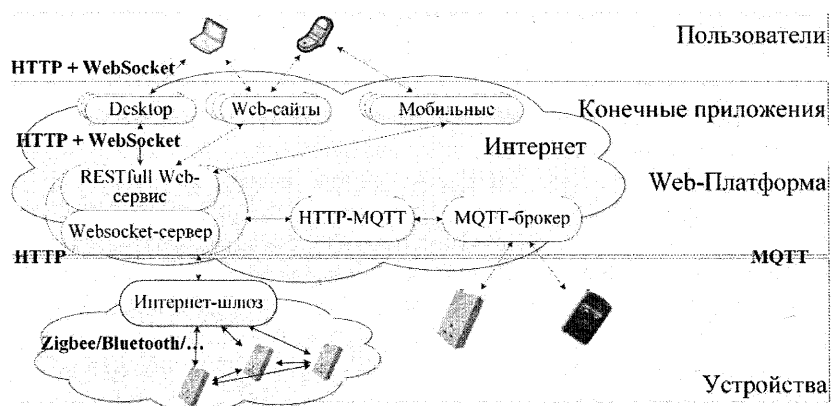 Пользователи
HTTP + WebSocket
Desktop
Web-сайты
Мобильные
Конечные приложения
HTTP + WebSocket
Интернет
RESTfull Web-
сервис
Web-Платформа
HTTP-MQTT
MQTT-брокер
Websocket-сервер
HTTP
MQTT
Интернет-шлюз
Zigbee/Bluetooth/...
Устройства